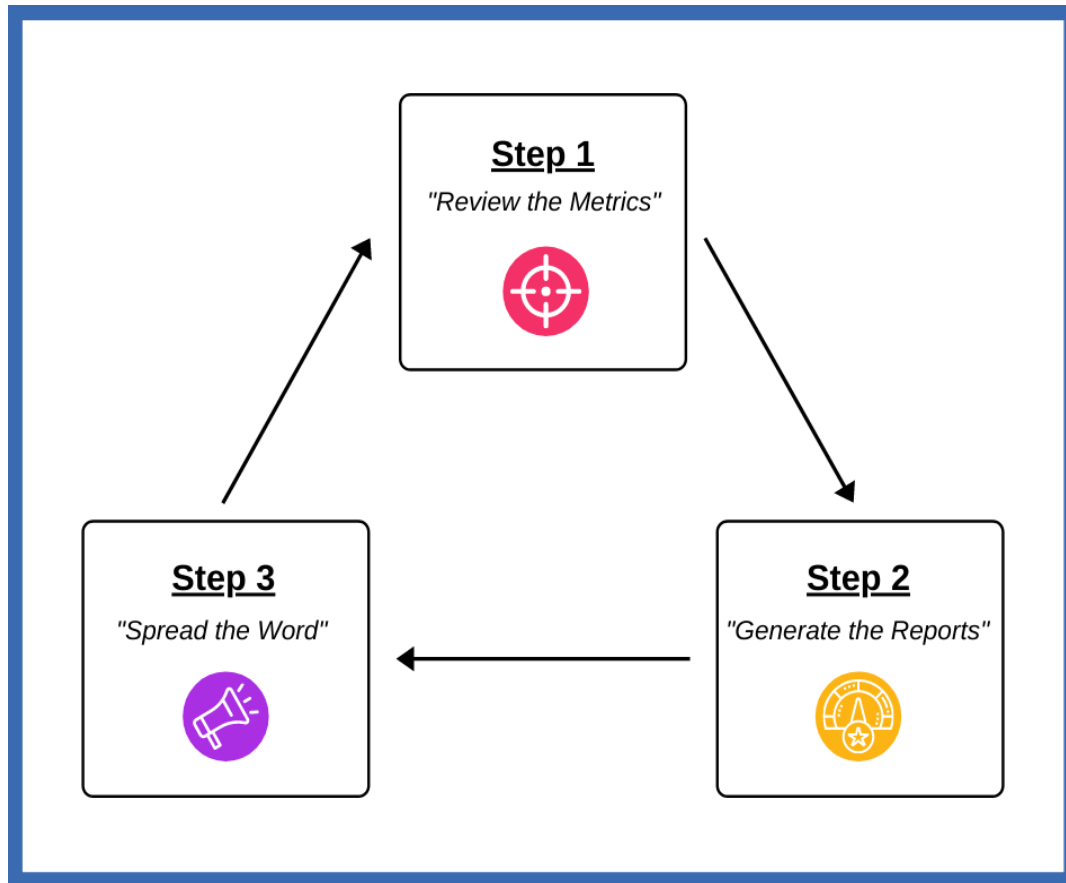 Step 1
"Review the Metrics"
Step 2
"Generate the Reports"
Step 3
"Spread the Word"